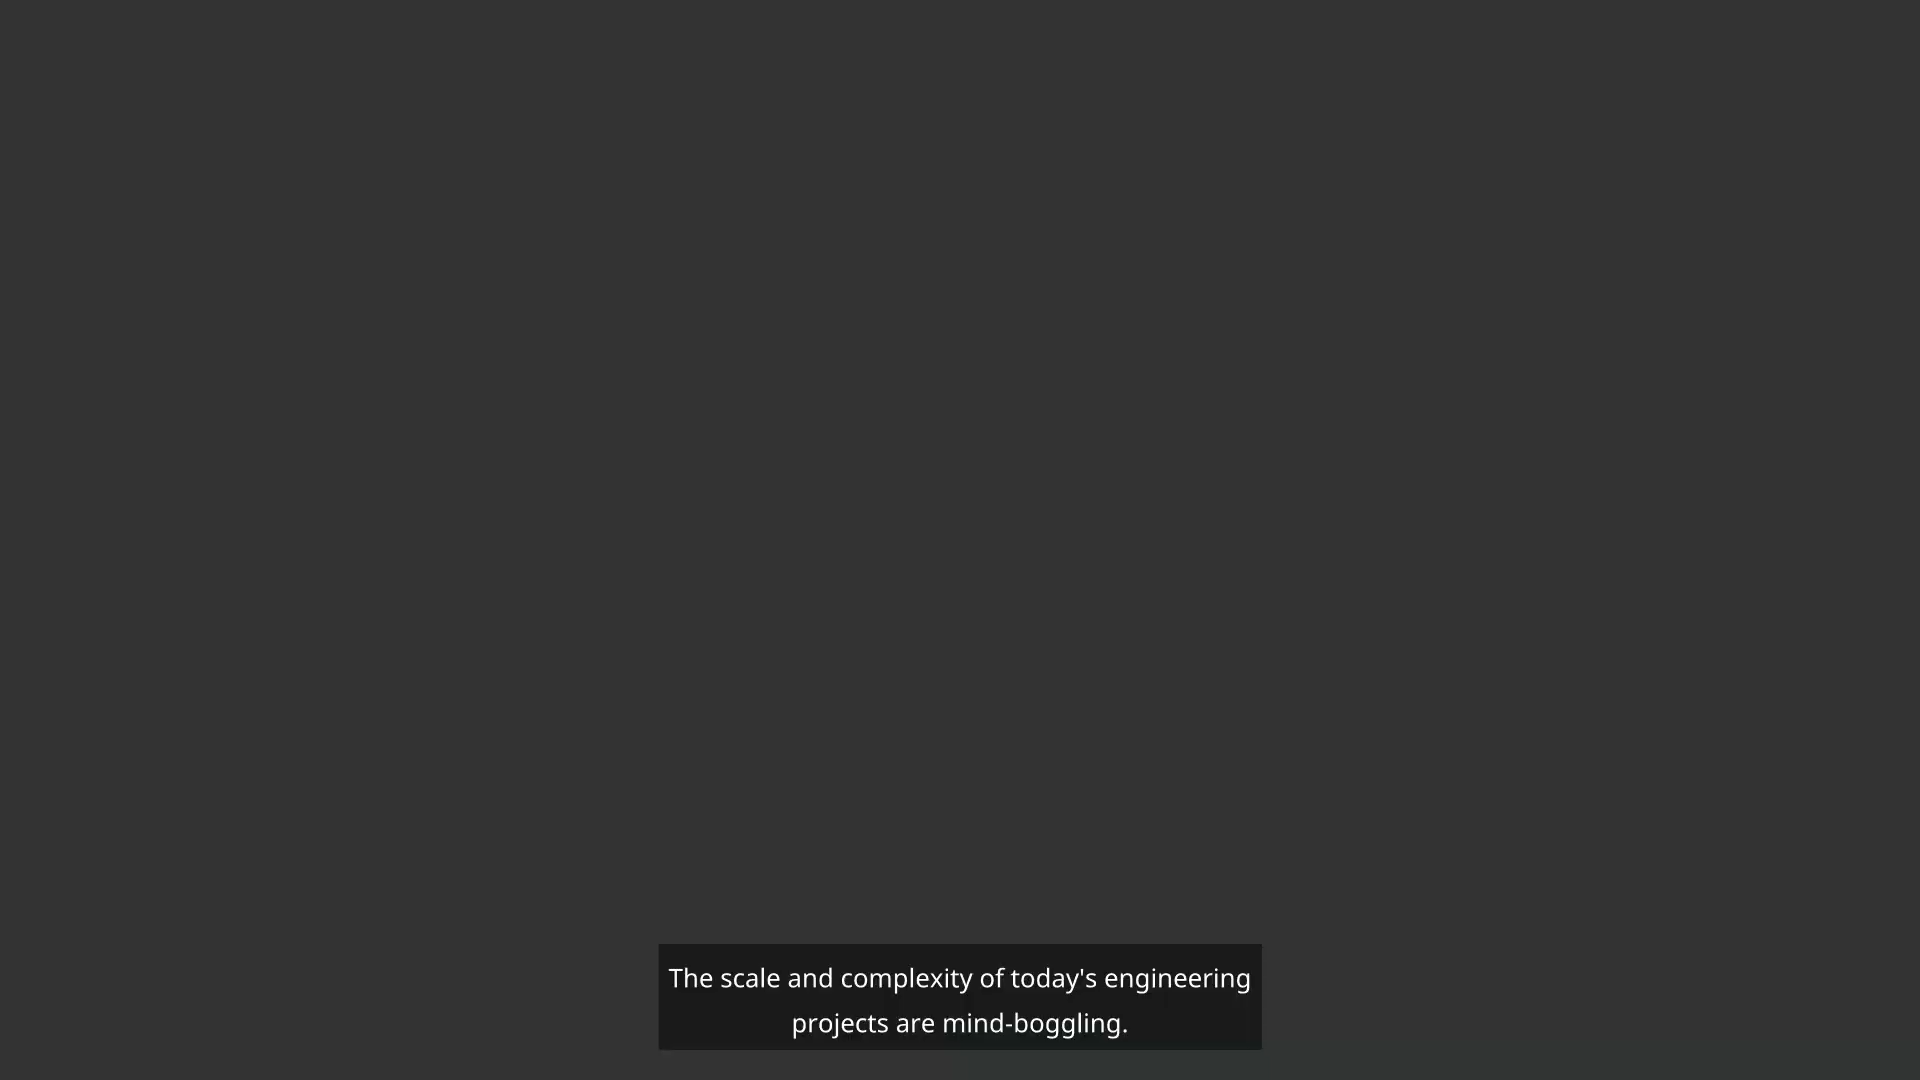 The scale and complexity of today's engineering
projects are mind-boggling.